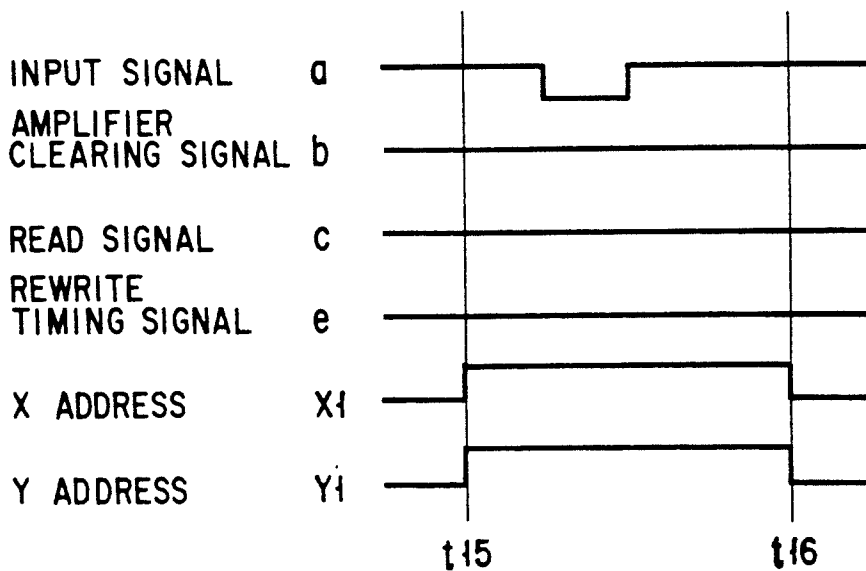 INPUT SIGNAL a
AMPLIFIER
CLEARING SIGNAL b
READ SIGNAL c
REWRITE
TIMING SIGNAL e
X ADDRESS X1
Y ADDRESS Y1
t15 t16